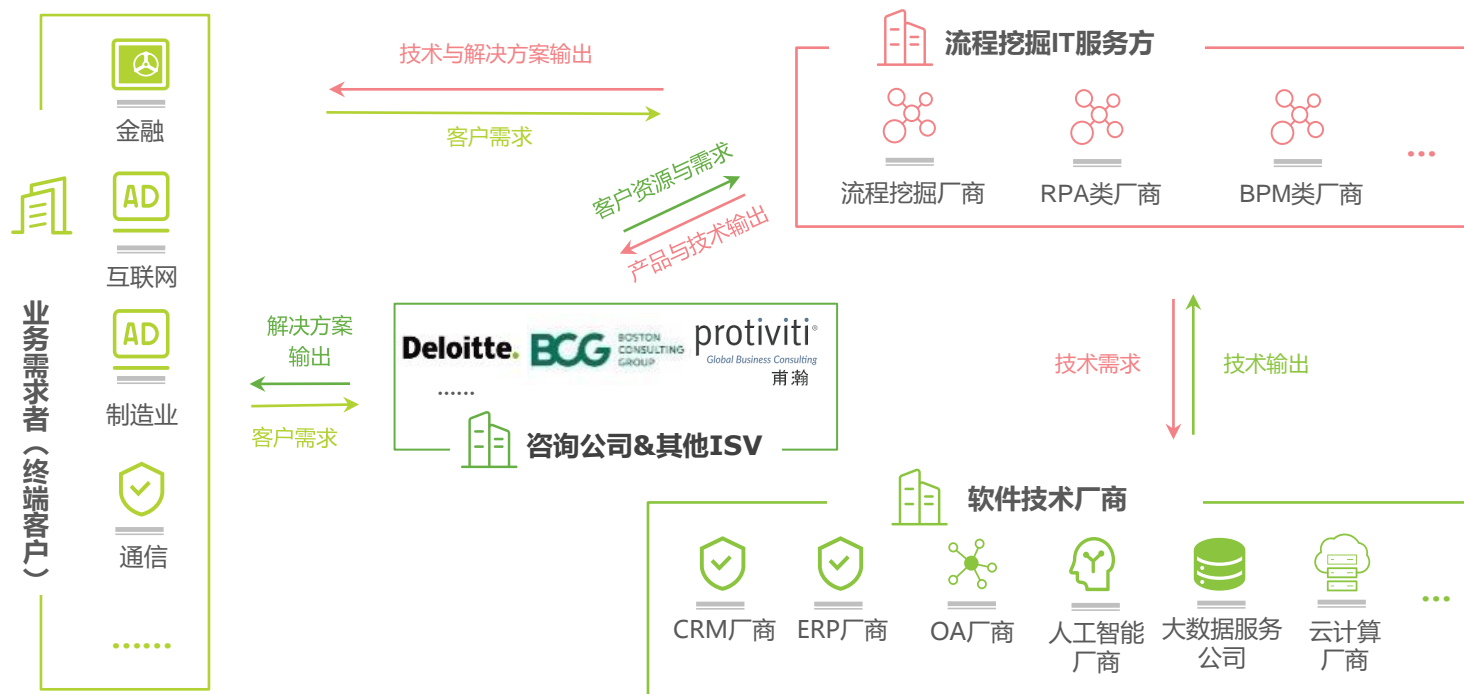 业务需求者（终端客户）
金融
AD
互联网
AD
制造业
通信
……
技术与解决方案输出
客户需求
客户资源与需求
产品与技术输出
解决方案
输出
客户需求
Deloitte.
BCG
BOSTON
CONSULTING
GROUP
protiviti®
Global Business Consulting
甫瀚
……
咨询公司&其他ISV
流程挖掘IT服务方
流程挖掘厂商
RPA类厂商
BPM类厂商
…
技术需求
技术输出
软件技术厂商
CRM厂商
ERP厂商
OA厂商
人工智能
厂商
大数据服务
公司
云计算
厂商
…